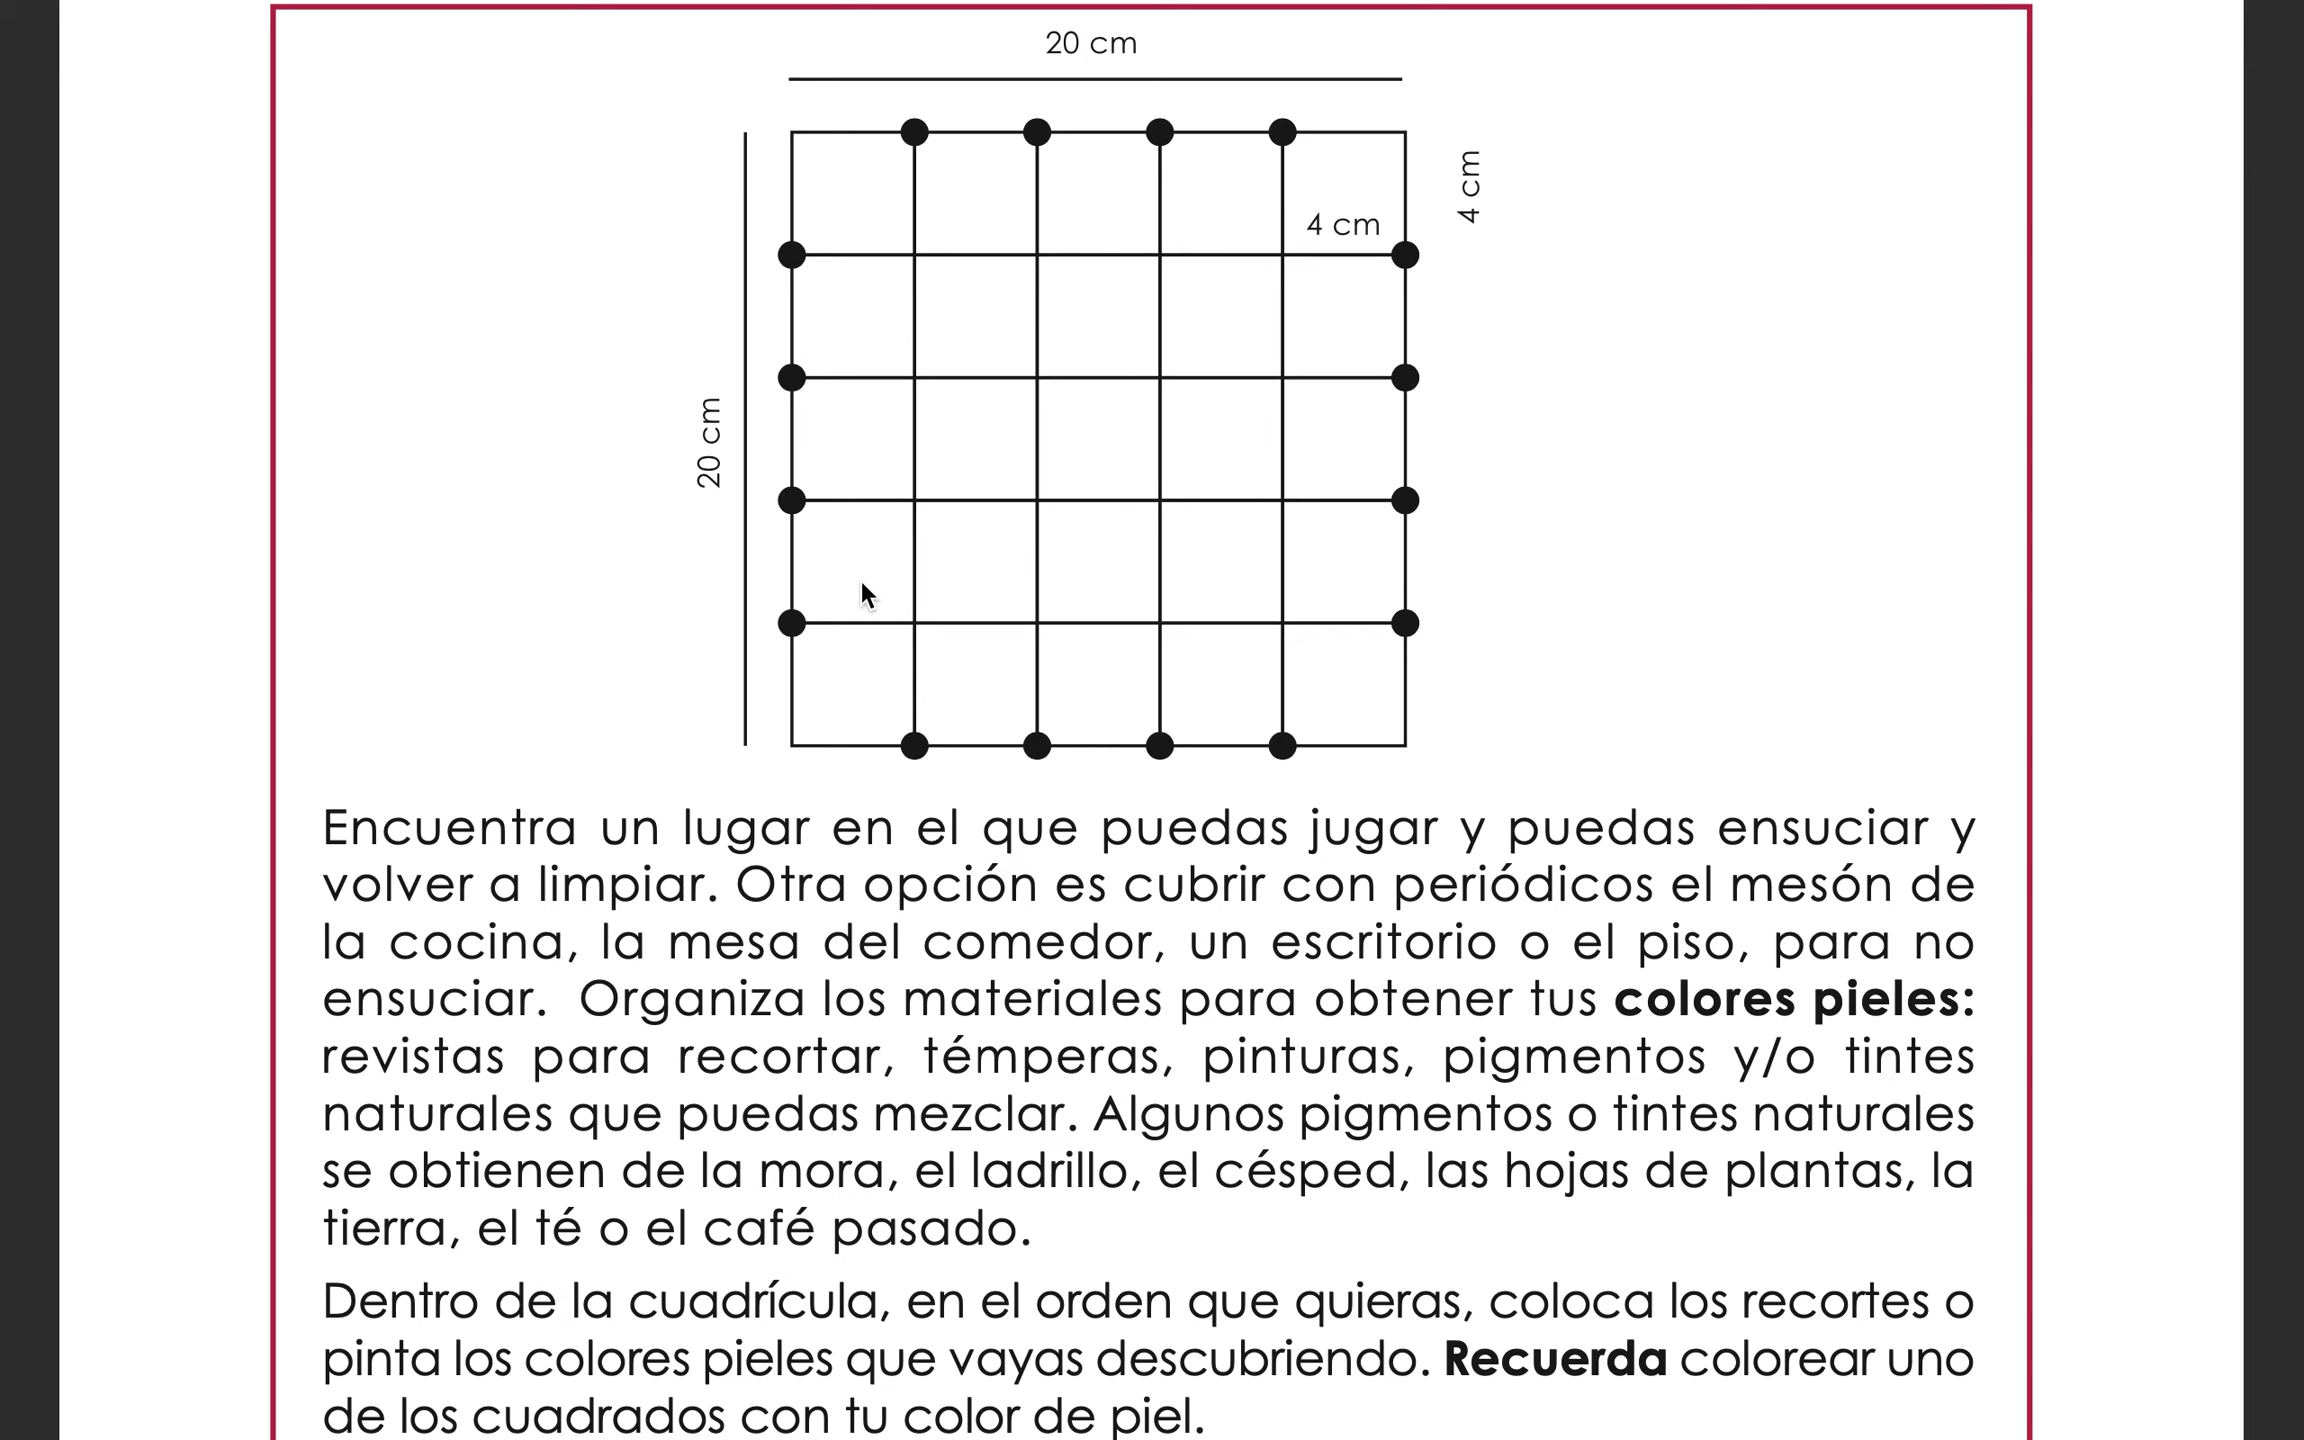 20 cm
4 cm
4 cm
20 cm
Encuentra un lugar en el que puedas jugar y puedas ensuciar y
volver a limpiar. Otra opción es cubrir con periódicos el mesón de
la cocina, la mesa del comedor, un escritorio o el piso, para no
ensuciar. Organiza los materiales para obtener tus colores pieles:
revistas para recortar, témperas, pinturas, pigmentos y/o tintes
naturales que puedas mezclar. Algunos pigmentos o tintes naturales
se obtienen de la mora, el ladrillo, el césped, las hojas de plantas, la
tierra, el té o el café pasado.
Dentro de la cuadrícula, en el orden que quieras, coloca los recortes o
pinta los colores pieles que vayas descubriendo. Recuerda colorear uno
de los cuadrados con tu color de piel.